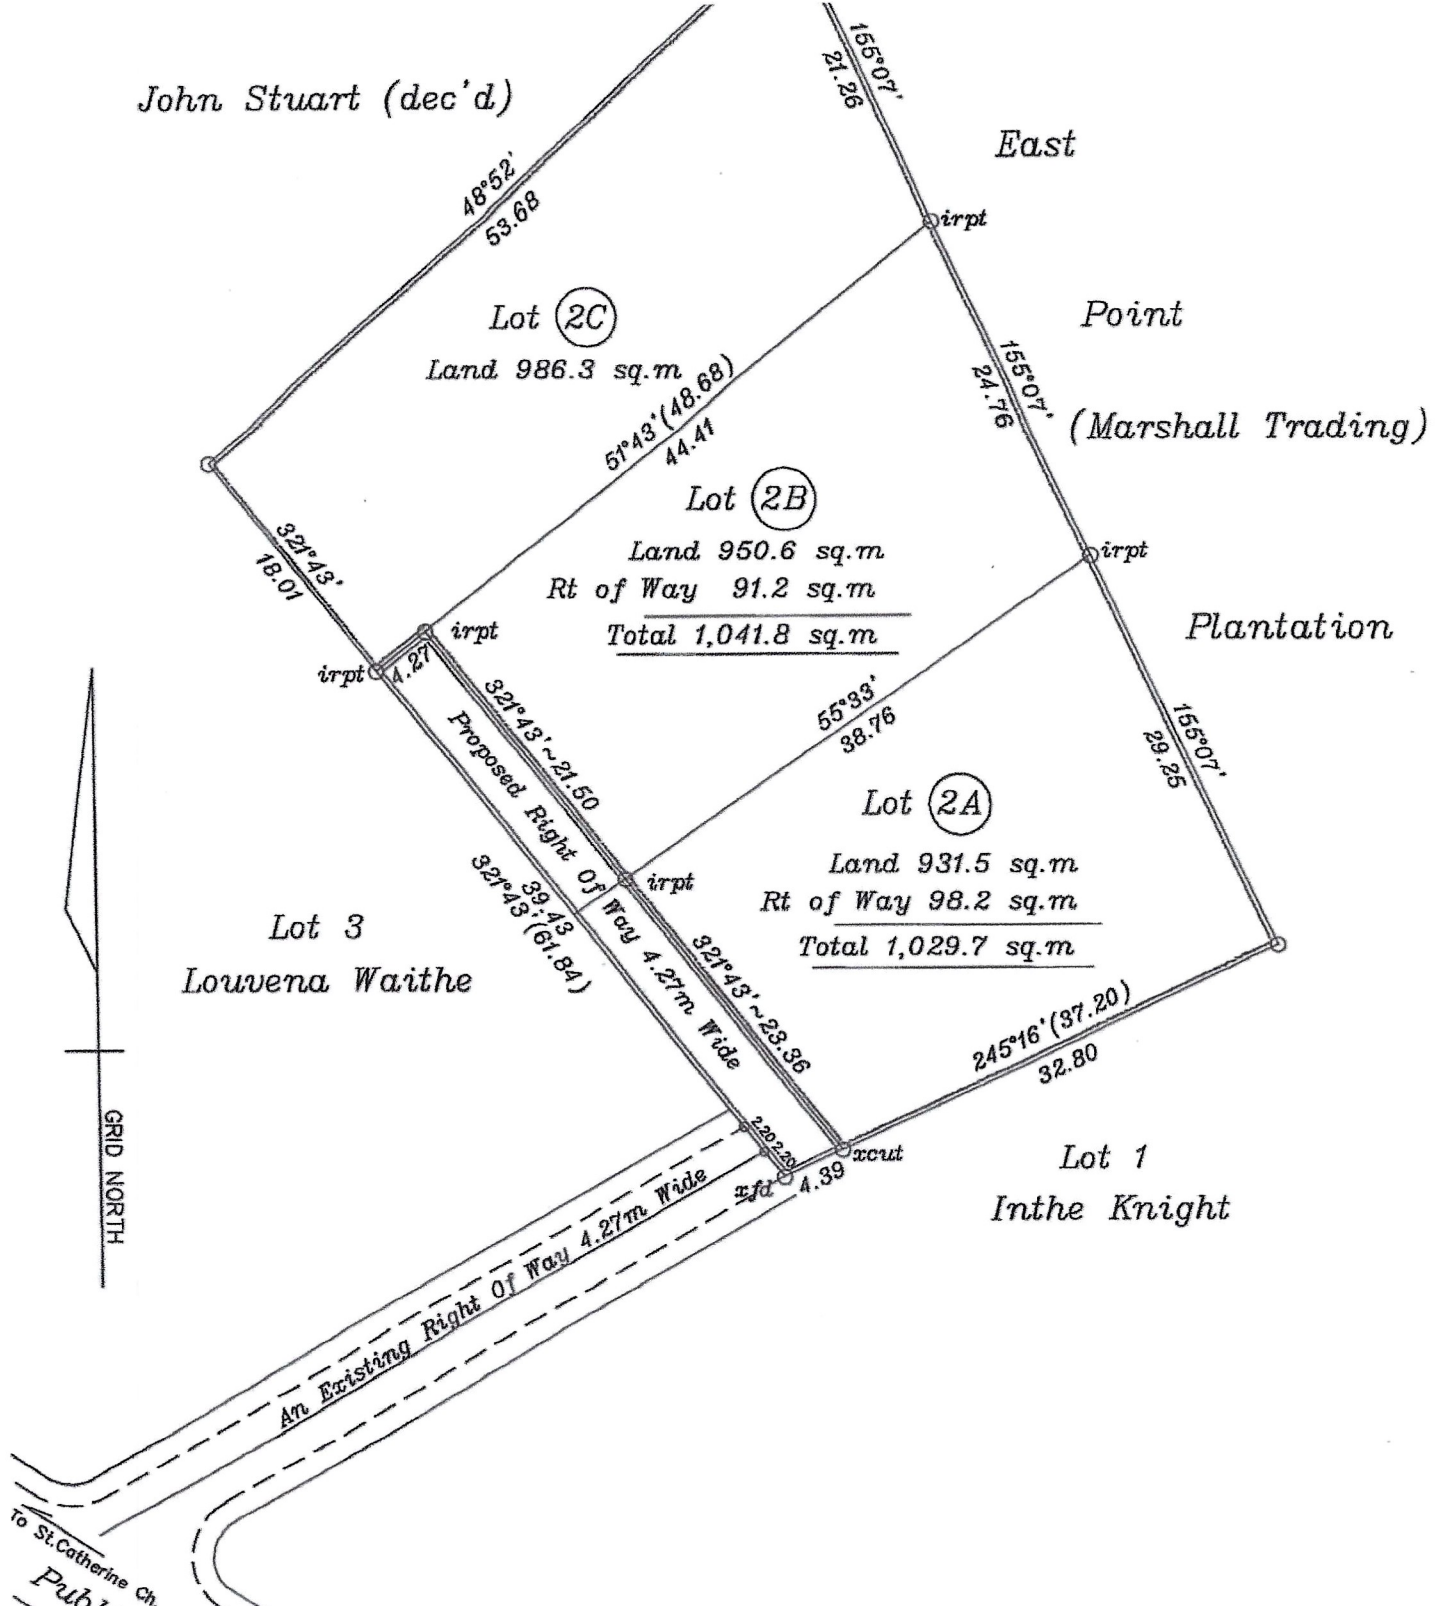 155°07'
21.26
John Stuart (dec'd)
East
48°52'
53.68
irpt
Lot 2C
Land 986.3 sq.m
Point
155°07'
24.76
51°43'(48.68)
44.41
(Marshall Trading)
Lot 2B
Land 950.6 sq.m
Rt of Way 91.2 sq.m
Total 1,041.8 sq.m
irpt
321°43'
18.01
irpt
irpt
4.27
Plantation
55°33'
38.76
321°43'~21.50
155°07'
29.25
Proposed Right Of Way 4.27m Wide
Lot 2A
Land 931.5 sq.m
Rt of Way 98.2 sq.m
Total 1,029.7 sq.m
irpt
39.43
321°43'(61.84)
Lot 3
Louvena Waithe
321°43'~23.36
245°16'(37.20)
32.80
GRID NORTH
2.20
2.20
xcut
xfd
4.39
Lot 1
Inthe Knight
An Existing Right Of Way 4.27m Wide
To St.Catherine Ch
Publ